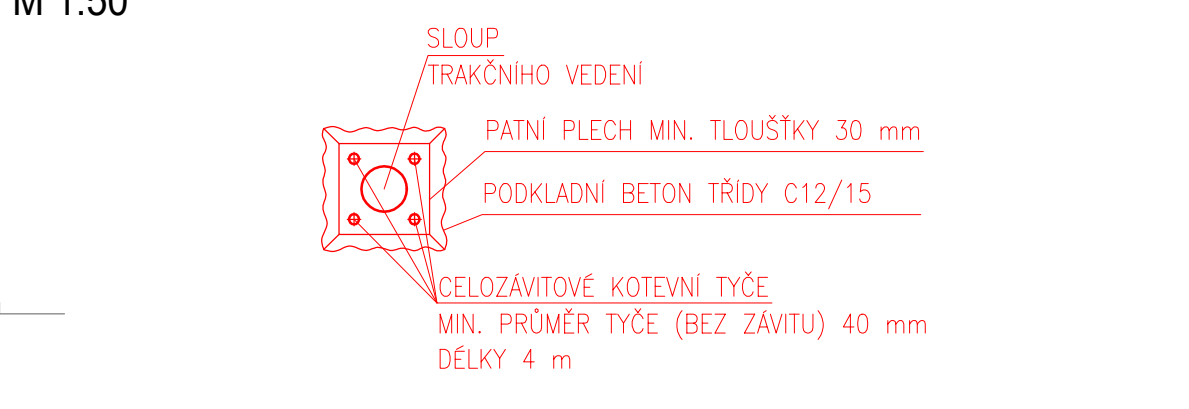 M 1:50
SLOUP
TRAKČNÍHO VEDENÍ
PATNÍ PLECH MIN. TLOUŠŤKY 30 mm
PODKLADNÍ BETON TŘÍDY C12/15
CELOZÁVITOVÉ KOTEVNÍ TYČE
MIN. PRŮMĚR TYČE (BEZ ZÁVITU) 40 mm
DÉLKY 4 m